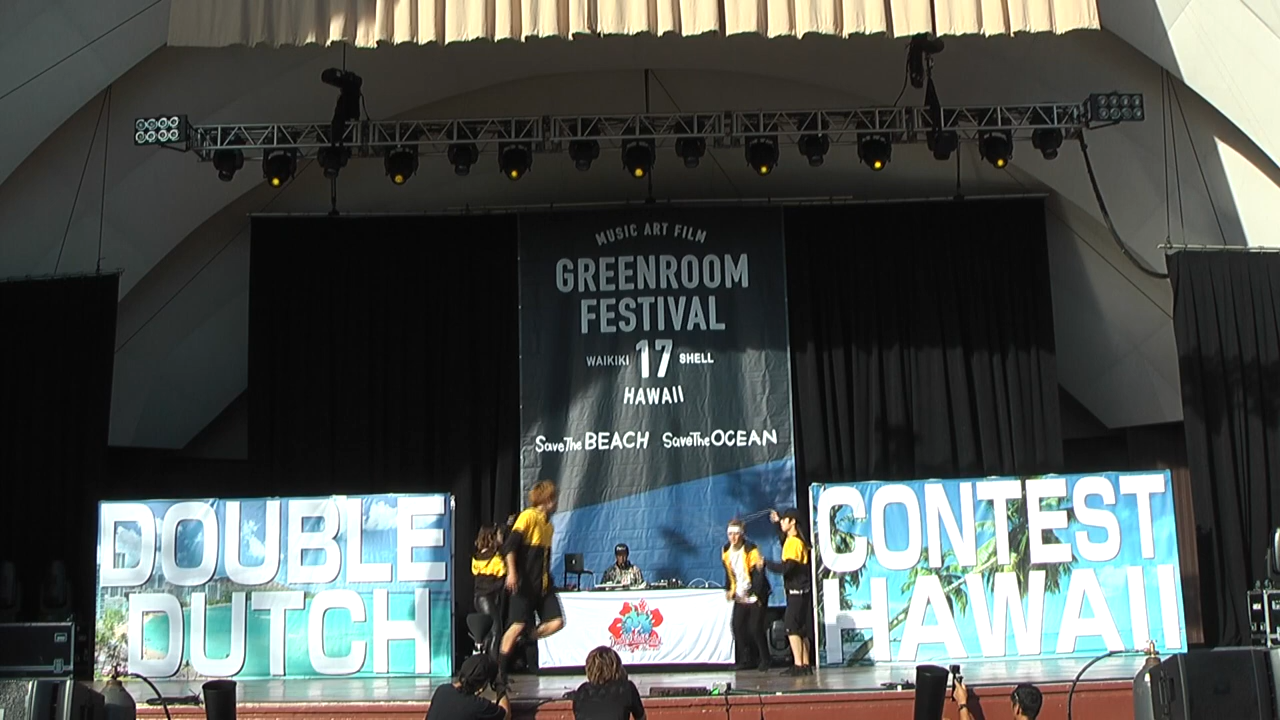 MUSIC ART FILM
GREENROOM
FESTIVAL
WAIKIKI 17 SHELL
HAWAII
SaveThe BEACH SaveThe OCEAN
DOUBLE
DUTCH
CONTEST
HAWAII